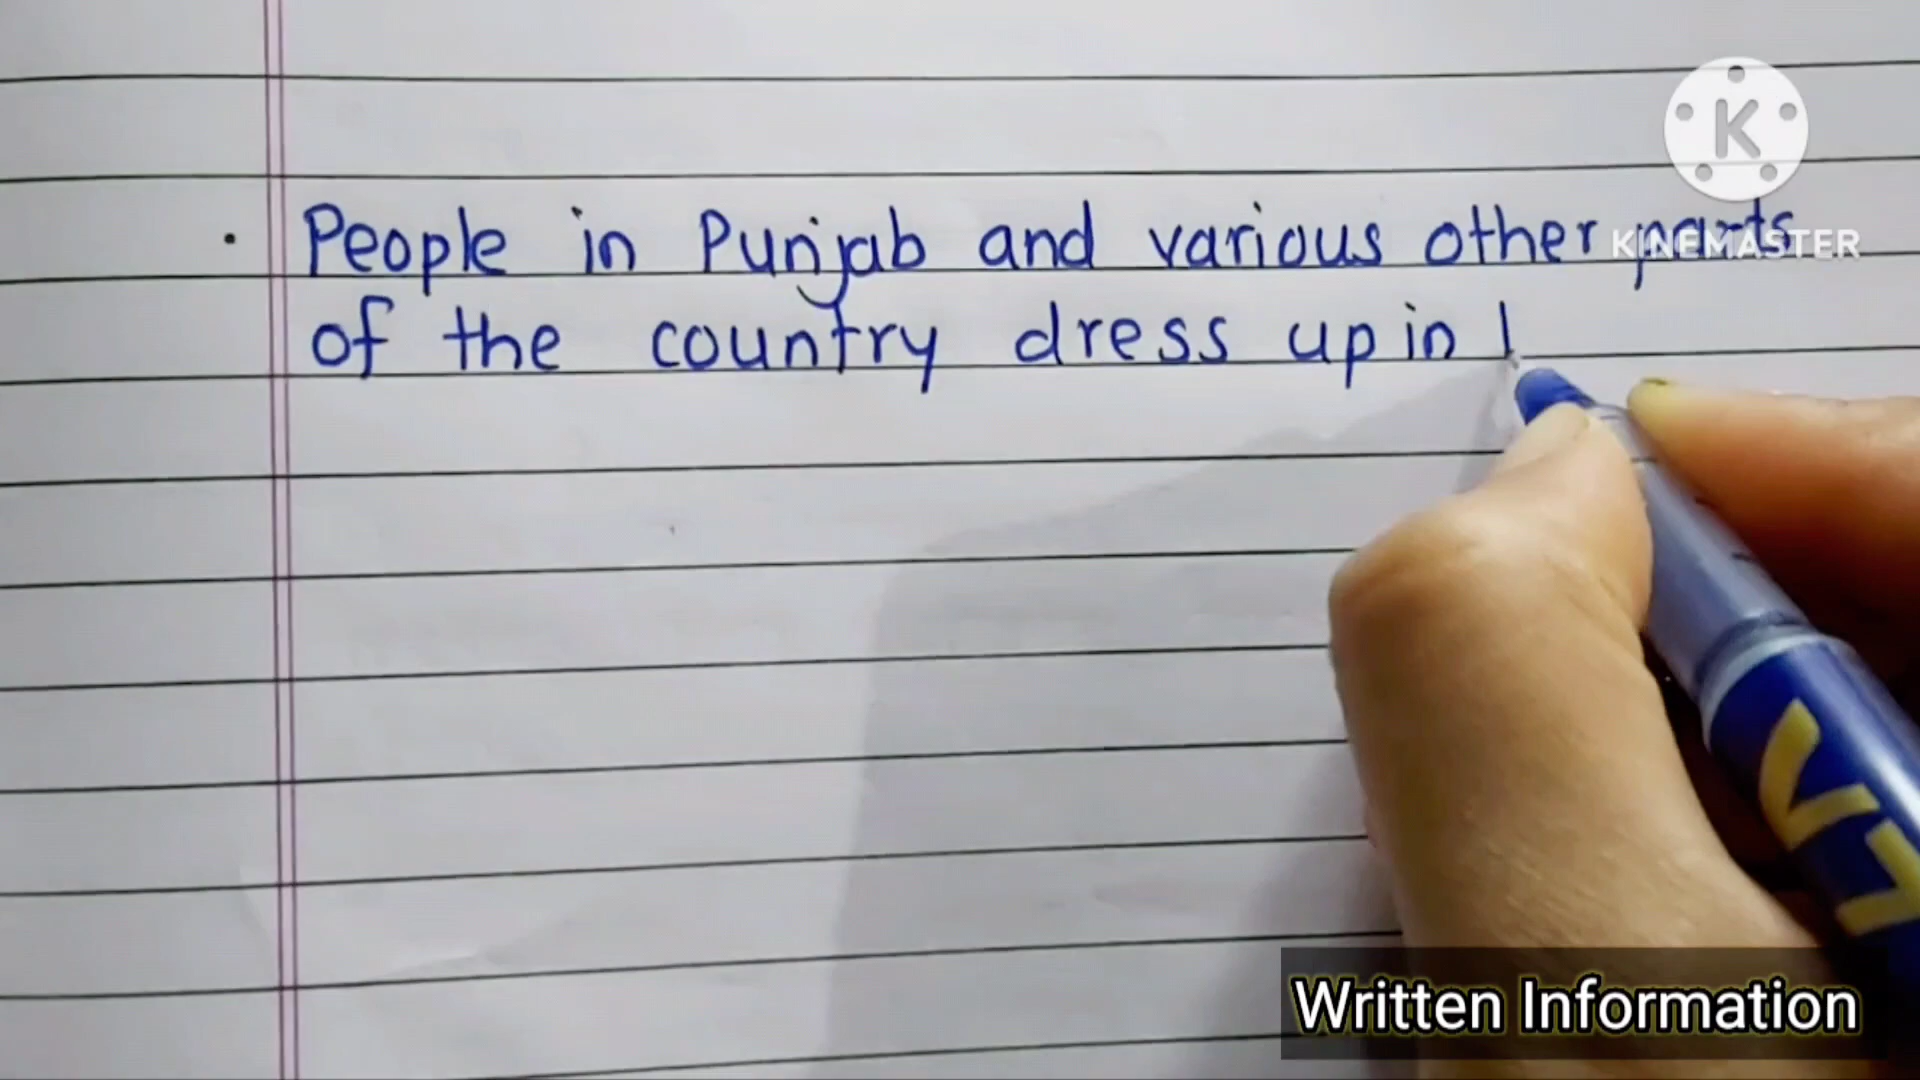 K
KINEMASTER
• People in Punjab and various other parts
of the country dress up in
Written Information